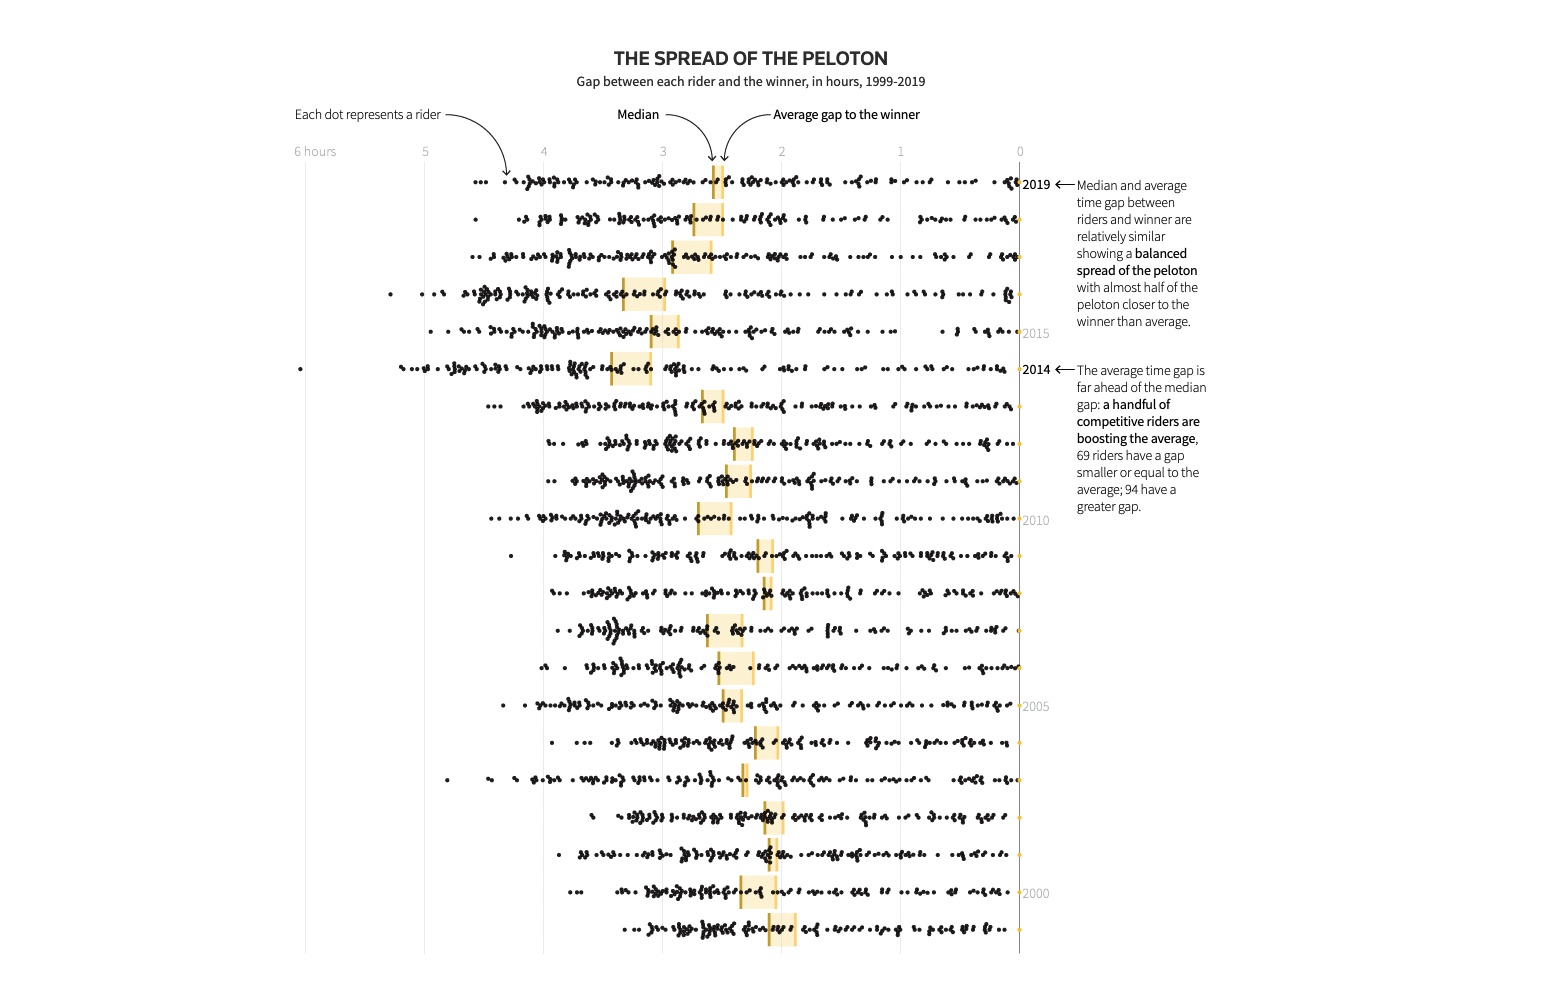 THE SPREAD OF THE PELOTON
Gap between each rider and the winner, in hours, 1999-2019
Each dot represents a rider
Median
Average gap to the winner
6 hours
5
4
3
2
1
0
2019
Median and average
time gap between
riders and winner are
relatively similar
showing a balanced
spread of the peloton
with almost half of the
peloton closer to the
winner than average.
2015
2014
The average time gap is
far ahead of the median
gap: a handful of
competitive riders are
boosting the average,
69 riders have a gap
smaller or equal to the
average; 94 have a
greater gap.
2010
2005
2000